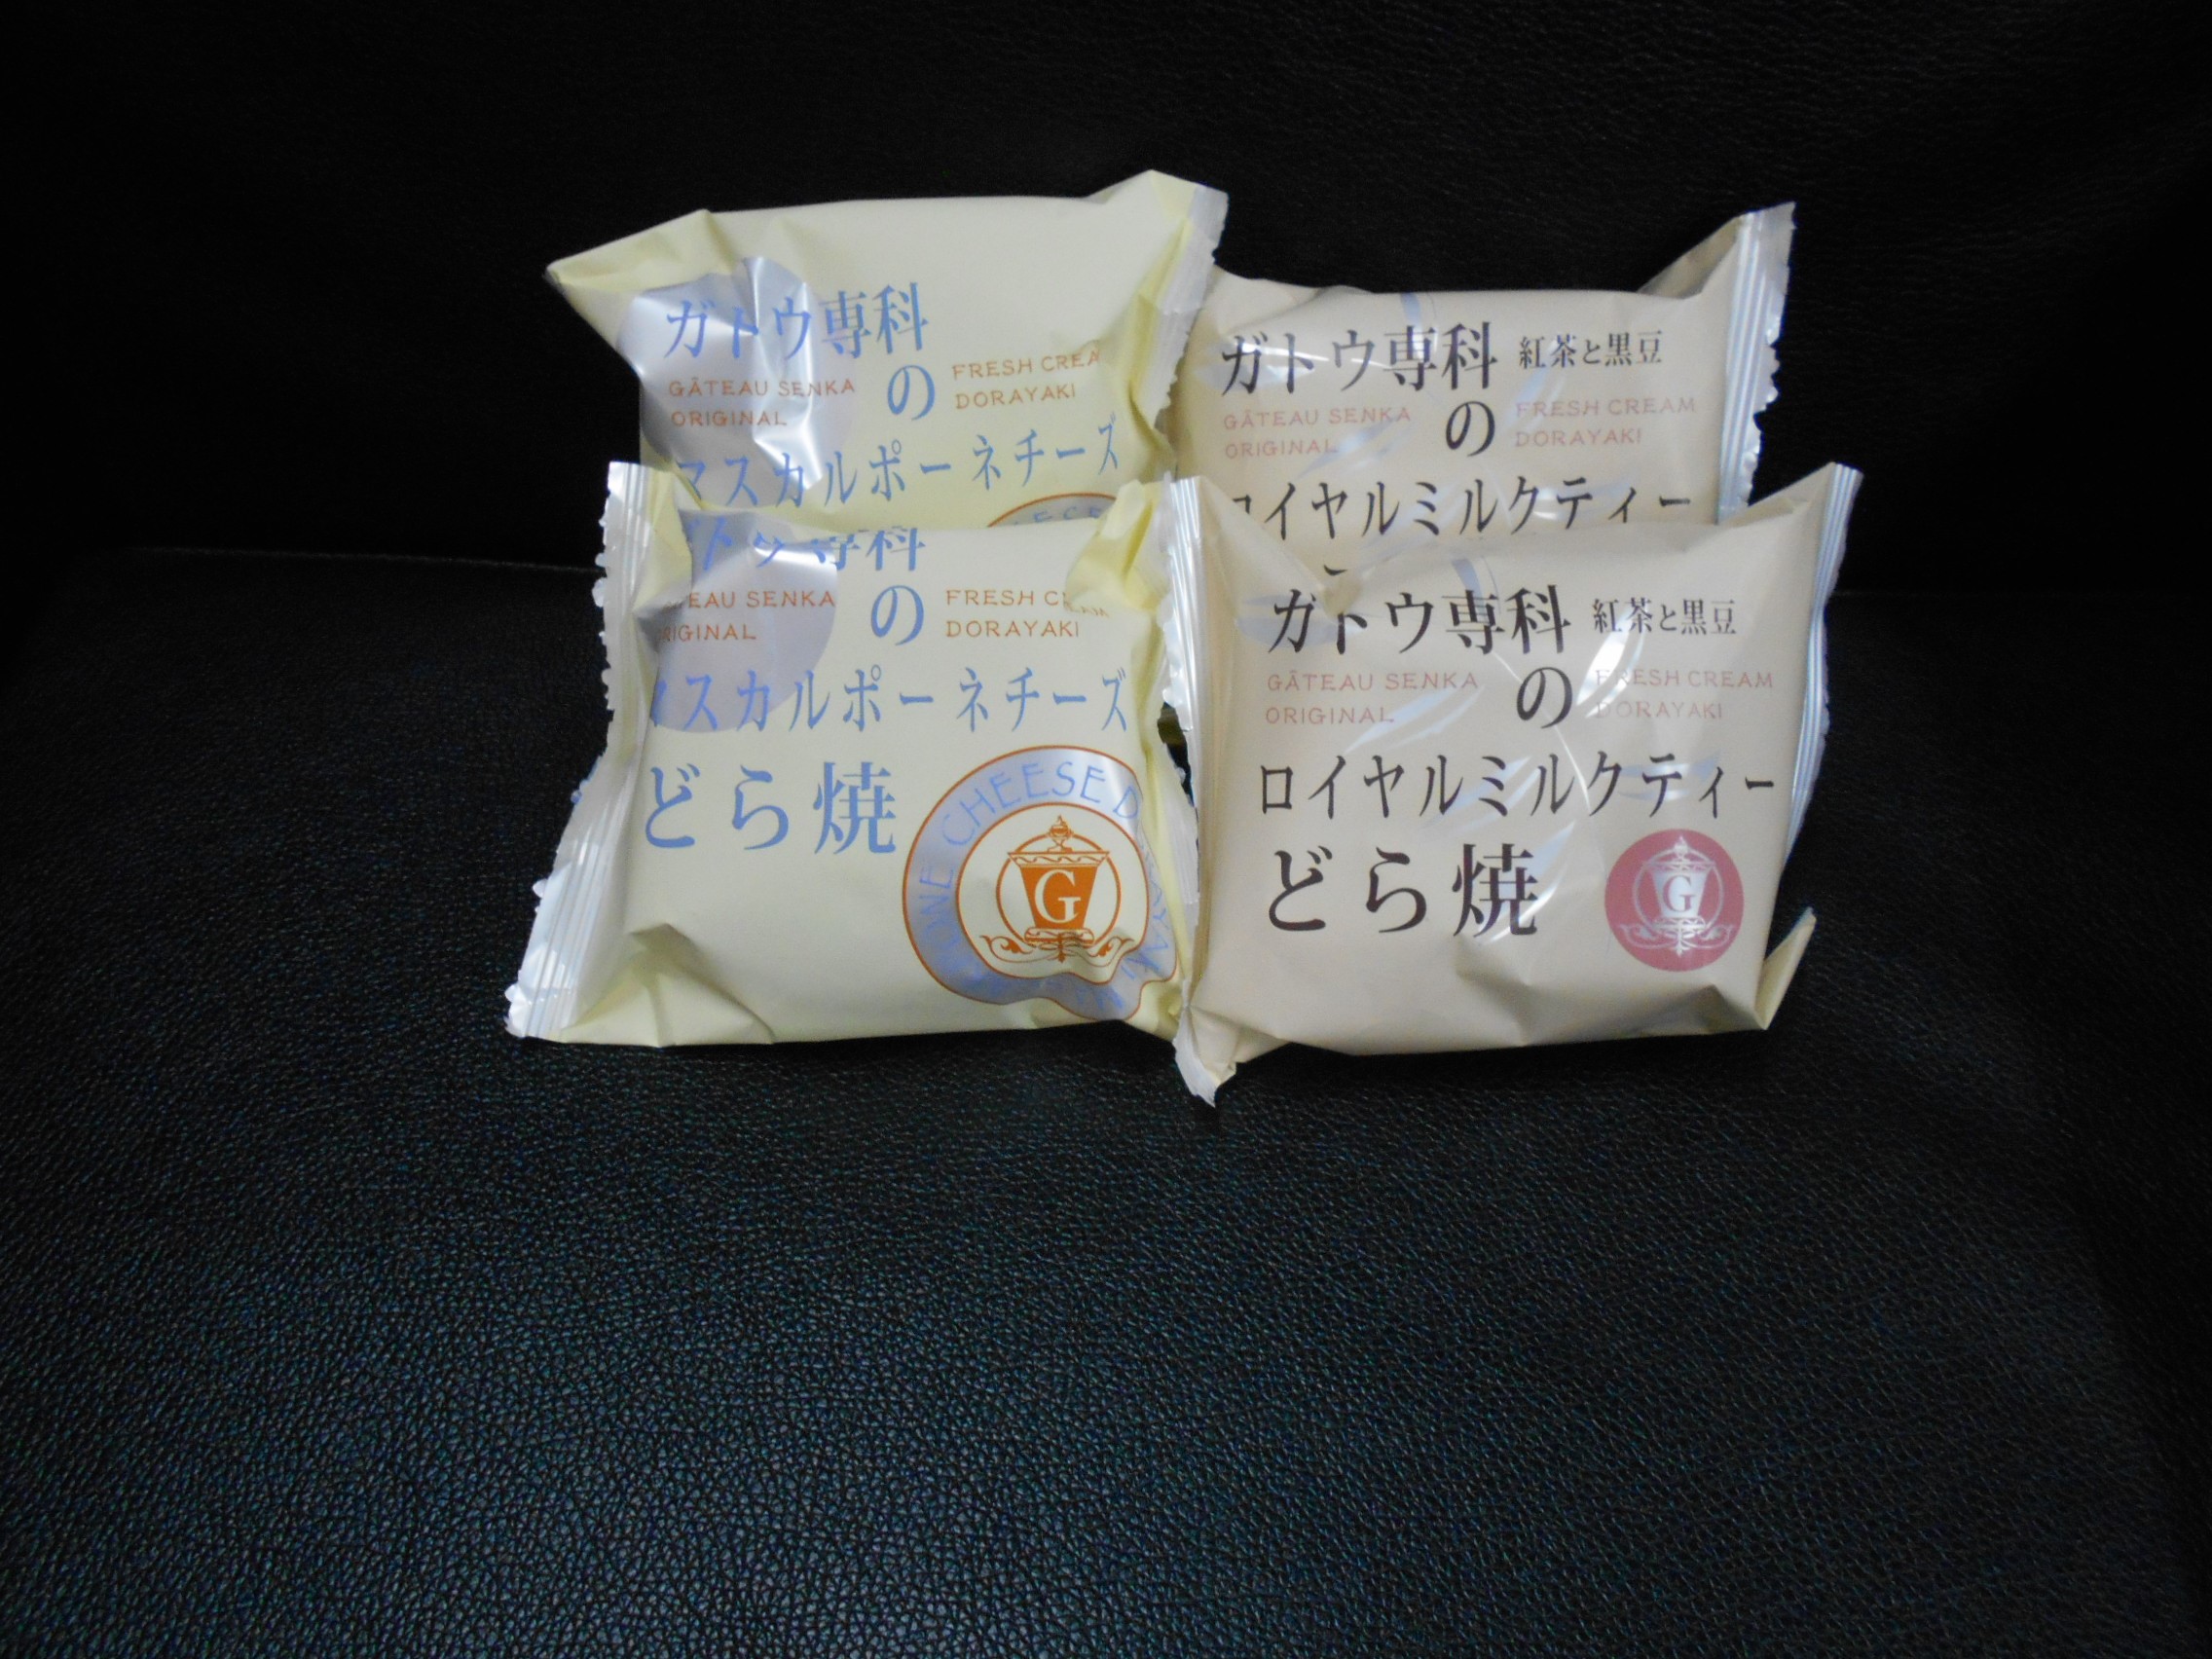 ガトウ専科
の
GÂTEAU SENKA
ORIGINAL
FRESH CREA
DORAYAKI
マスカルポーネチーズ
ガトウ専科 紅茶と黒豆
の
GÂTEAU SENKA
ORIGINAL
FRESH CREAM
DORAYAKI
ロイヤルミルクティー
ガトウ専科
の
EAU SENKA
ORIGINAL
FRESH CREAM
DORAYAKI
マスカルポーネチーズ
どら焼
PONE CHEESE DORAYAKI
G
ガトウ専科 紅茶と黒豆
の
GÂTEAU SENKA
ORIGINAL
FRESH CREAM
DORAYAKI
ロイヤルミルクティー
どら焼
G